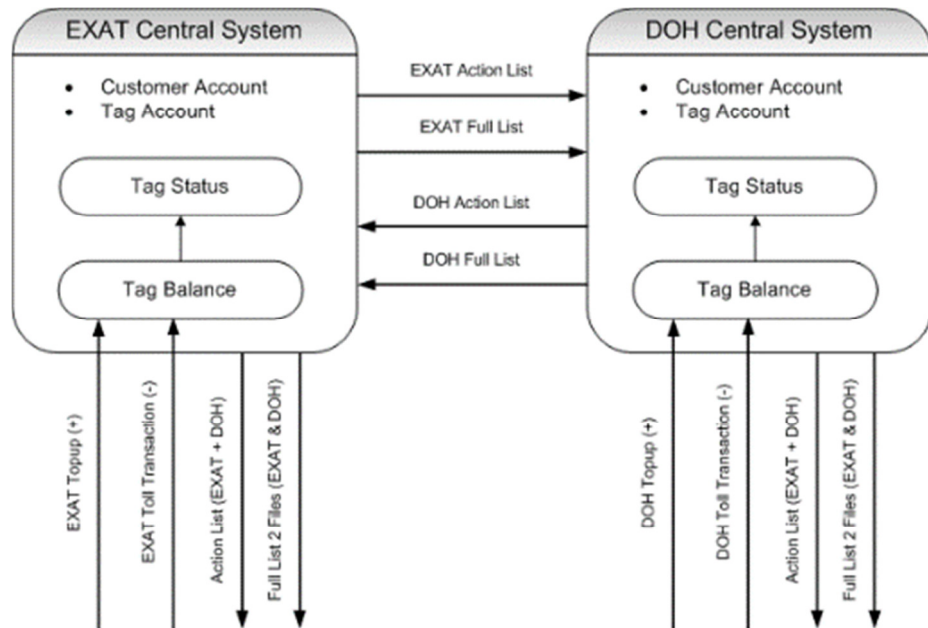 EXAT Central System
• Customer Account
• Tag Account
Tag Status
Tag Balance
EXAT Action List
EXAT Full List
DOH Action List
DOH Full List
DOH Central System
• Customer Account
• Tag Account
Tag Status
Tag Balance
EXAT Topup (+)
EXAT Toll Transaction (-)
Action List (EXAT + DOH)
Full List 2 Files (EXAT & DOH)
DOH Topup (+)
DOH Toll Transaction (-)
Action List (EXAT + DOH)
Full List 2 Files (EXAT & DOH)